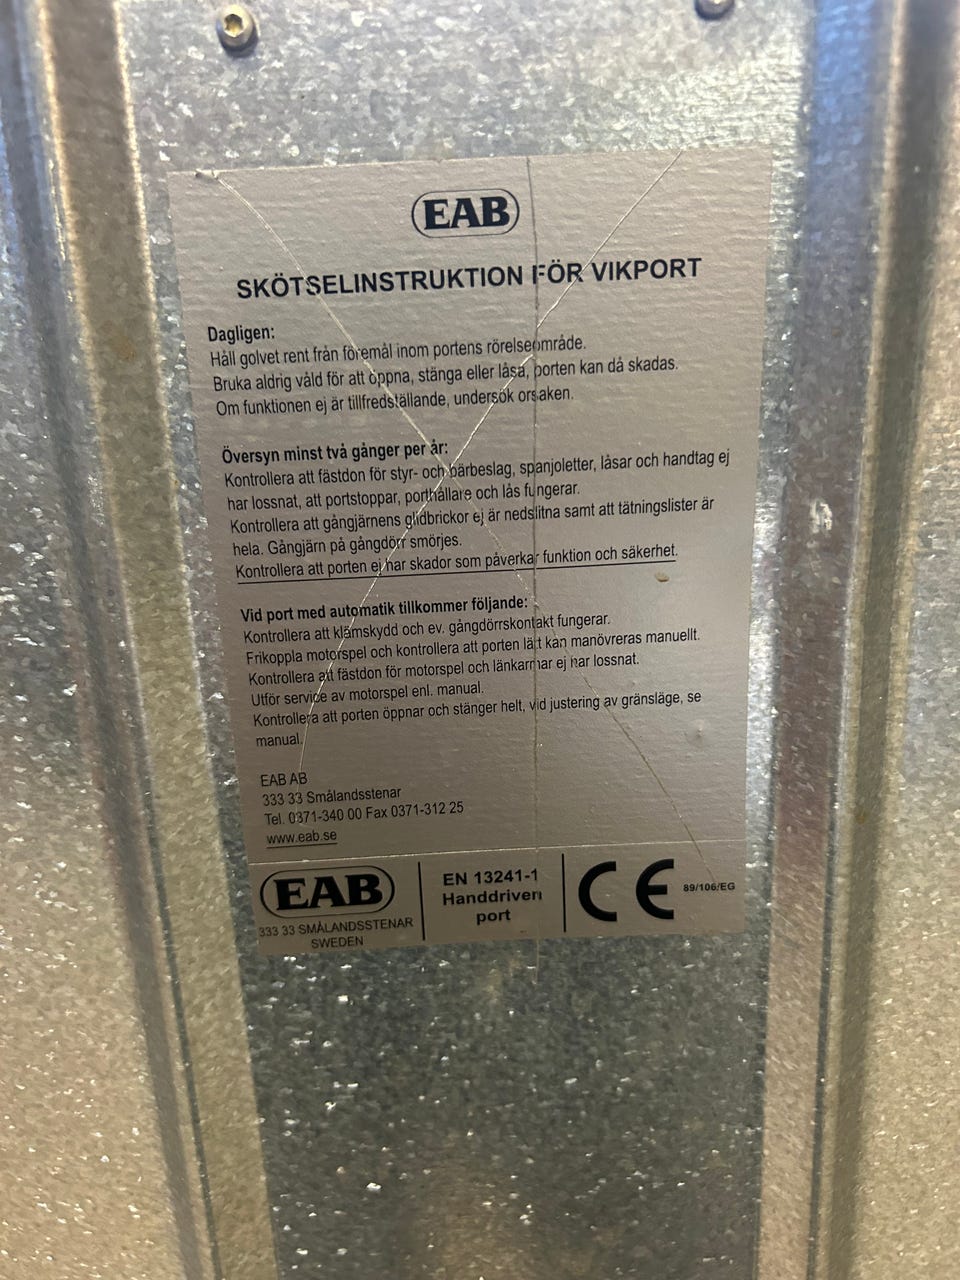 EAB
SKÖTSELINSTRUKTION FÖR VIKPORT
Dagligen:
Håll golvet rent från föremål inom portens rörelseområde.
Bruka aldrig våld för att öppna, stänga eller låsa, porten kan då skadas.
Om funktionen ej är tillfredställande, undersök orsaken.
Översyn minst två gånger per år:
Kontrollera att fästdon för styr- och bärbeslag, spanjoletter, låsar och handtag ej
har lossnat, att portstoppar, porthållare och lås fungerar.
Kontrollera att gångjärnens glidbrickor ej är nedslitna samt att tätningslister är
hela. Gångjärn på gångdörr smörjes.
Kontrollera att porten ej har skador som påverkar funktion och säkerhet.
Vid port med automatik tillkommer följande:
Kontrollera att klämskydd och ev. gångdörrskontakt fungerar.
Frikoppla motorspel och kontrollera att porten lätt kan manövreras manuellt.
Kontrollera att fästdon för motorspel och länkarmar ej har lossnat.
Utför service av motorspel enl. manual.
Kontrollera att porten öppnar och stänger helt, vid justering av gränsläge, se
manual.
EAB AB
333 33 Smålandsstenar
Tel. 0371-340 00 Fax 0371-312 25
www.eab.se
EAB
333 33 SMÅLANDSSTENAR
SWEDEN
EN 13241-1
Handdriven
port
CE
89/106/EG